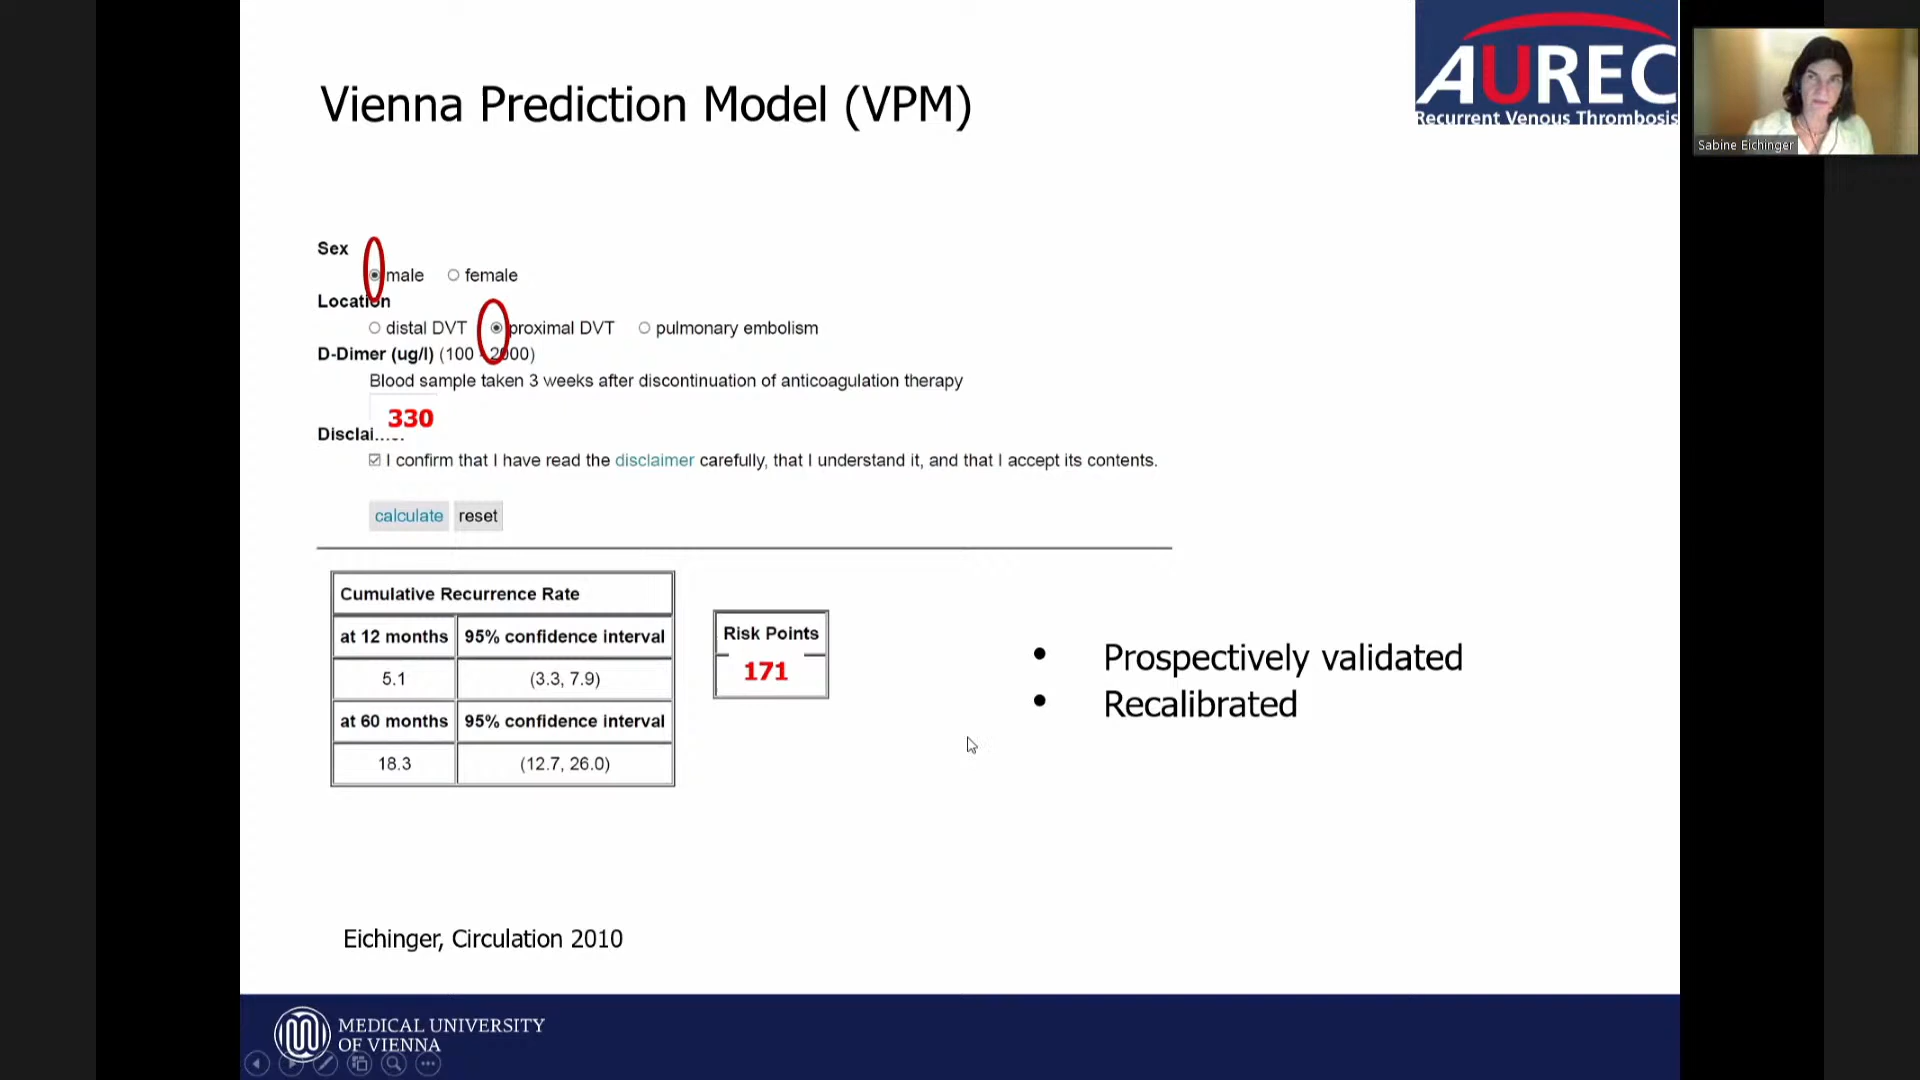 Vienna Prediction Model (VPM)
AUREC
Recurrent Venous Thrombosis
Sabine Eichinger
Sex
male female
Location
distal DVT proximal DVT pulmonary embolism
D-Dimer (ug/l) (100 - 2000)
Blood sample taken 3 weeks after discontinuation of anticoagulation therapy
330
I confirm that I have read the disclaimer carefully, that I understand it, and that I accept its contents.
calculate reset
Cumulative Recurrence Rate
at 12 months 95% confidence interval
5.1 (3.3, 7.9)
at 60 months 95% confidence interval
18.3 (12.7, 26.0)
Risk Points
171
• Prospectively validated
• Recalibrated
Eichinger, Circulation 2010
MEDICAL UNIVERSITY
OF VIENNA